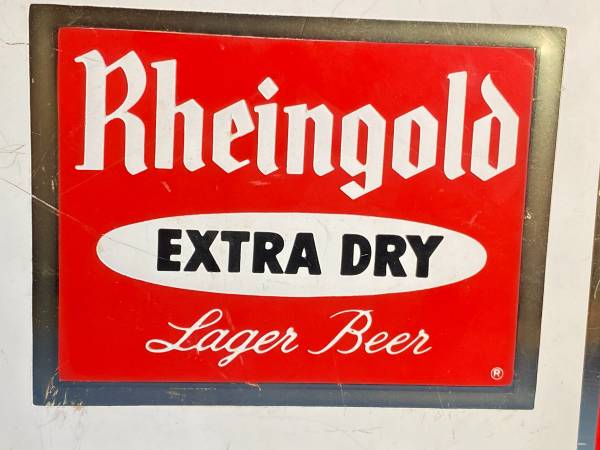 Rheingold
EXTRA DRY
Lager Beer
®